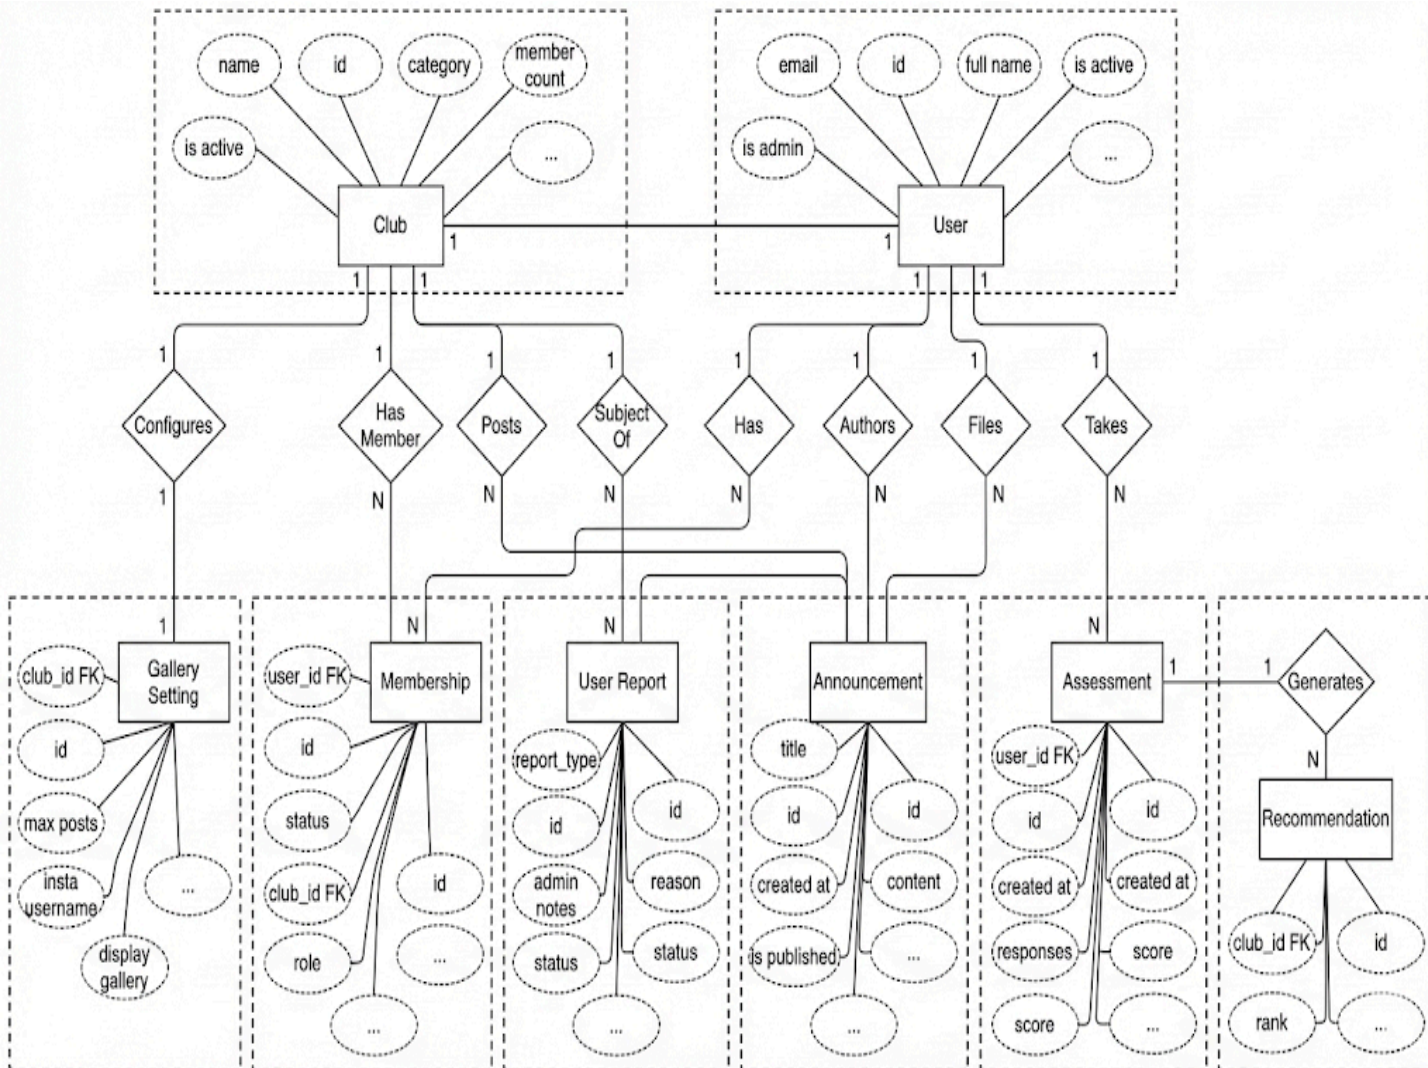 name
id
category
member
count
is active
...
Club
1
1
1
email
id
full name
is active
is admin
...
User
1
1
1
1
1
1
1
1
1
1
1
Configures
Has
Member
Posts
Subject
Of
Has
Authors
Files
Takes
1
N
N
N
N
N
N
N
1
N
N
N
club_id FK
Gallery
Setting
id
max posts
insta
username
...
display
gallery
user_id FK
Membership
id
status
club_id FK
id
role
...
...
User Report
report_type
id
id
admin
notes
reason
status
status
...
Announcement
title
id
id
created at
content
is published
...
...
Assessment
1
1
Generates
user_id FK
id
id
created at
created at
responses
score
score
...
N
Recommendation
club_id FK
id
rank
...